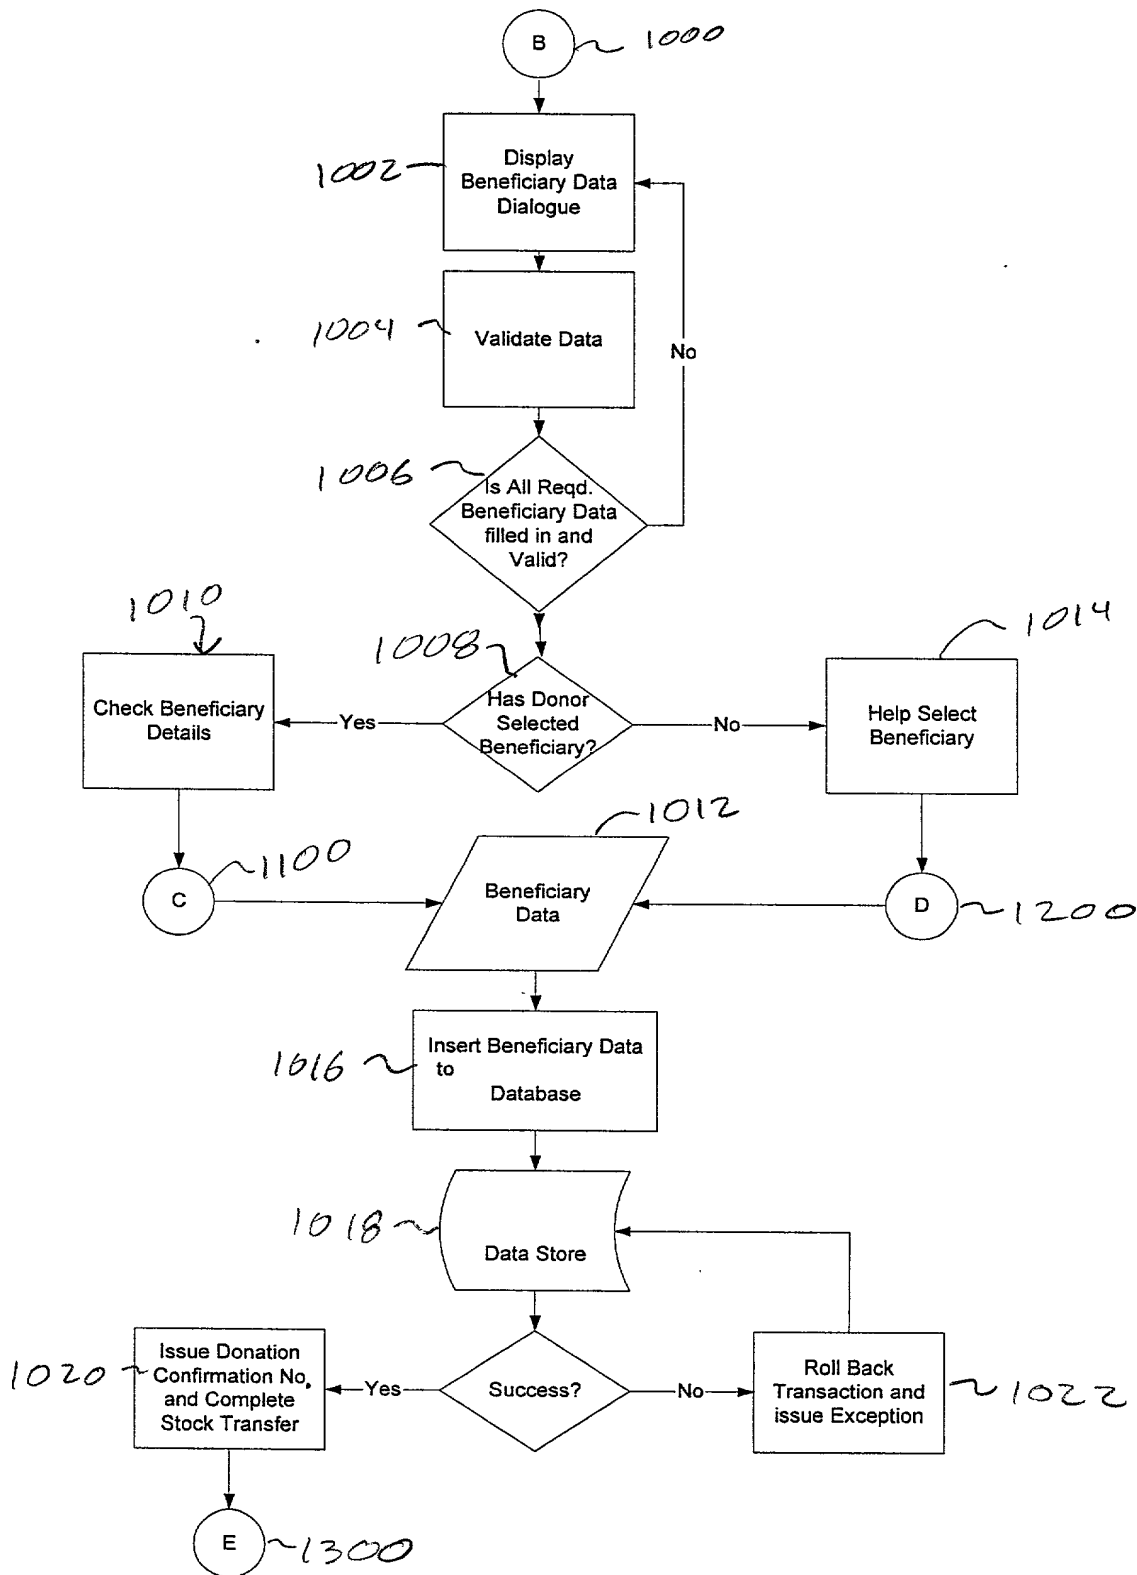 B
1000
1002
Display
Beneficiary Data
Dialogue
1004
Validate Data
No
1006
Is All Reqd.
Beneficiary Data
filled in and
Valid?
1010
1008
1014
Check Beneficiary
Details
Yes
Has Donor
Selected
Beneficiary?
No
Help Select
Beneficiary
1012
1100
C
Beneficiary
Data
D
1200
1016
Insert Beneficiary Data
to
Database
1018
Data Store
1020
Issue Donation
Confirmation No.
and Complete
Stock Transfer
Yes
Success?
No
Roll Back
Transaction and
issue Exception
1022
E
1300